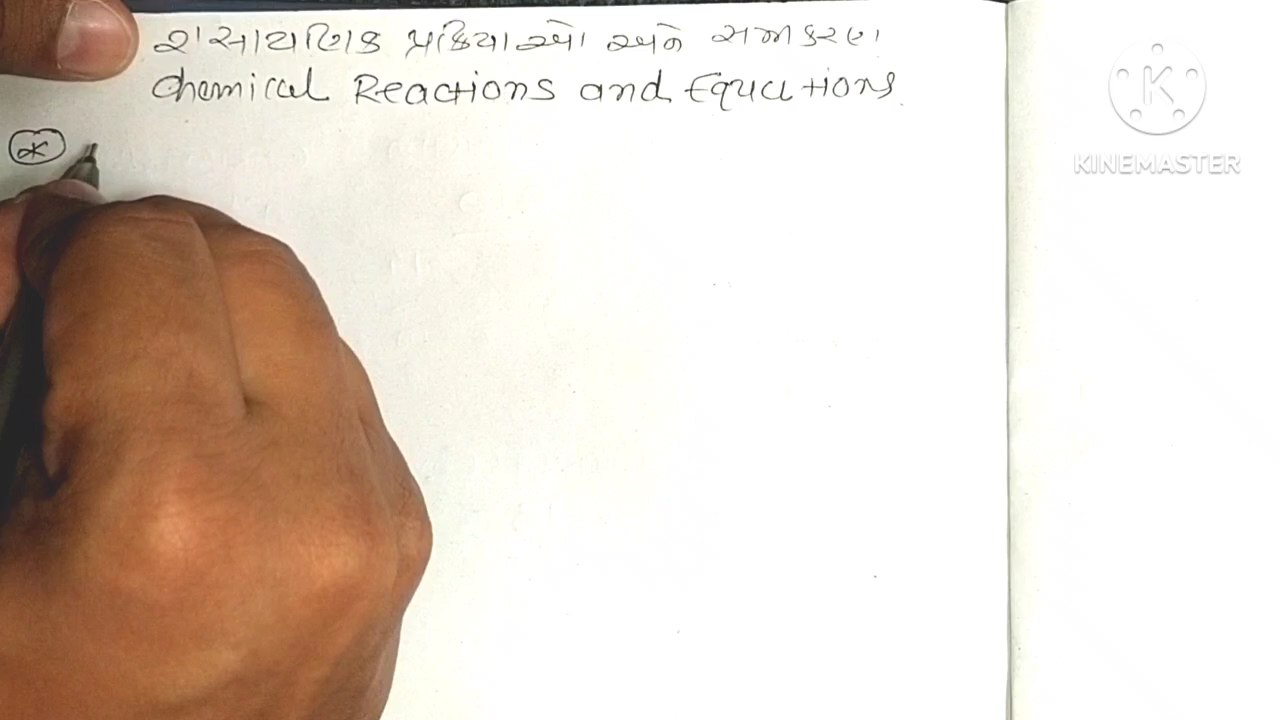 રાસાયણિક પ્રક્રિયાઓ અને સમીકરણ
Chemical Reactions and Equations
K
KINEMASTER